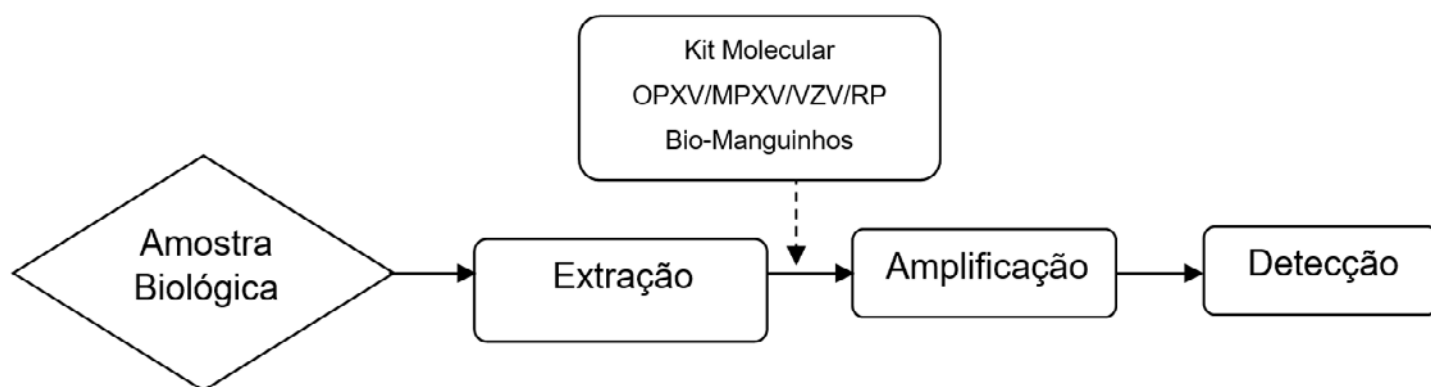 Kit Molecular
OPXV/MPXV/VZV/RP
Bio-Manguinhos
Amostra
Biológica
Extração
Amplificação
Detecção